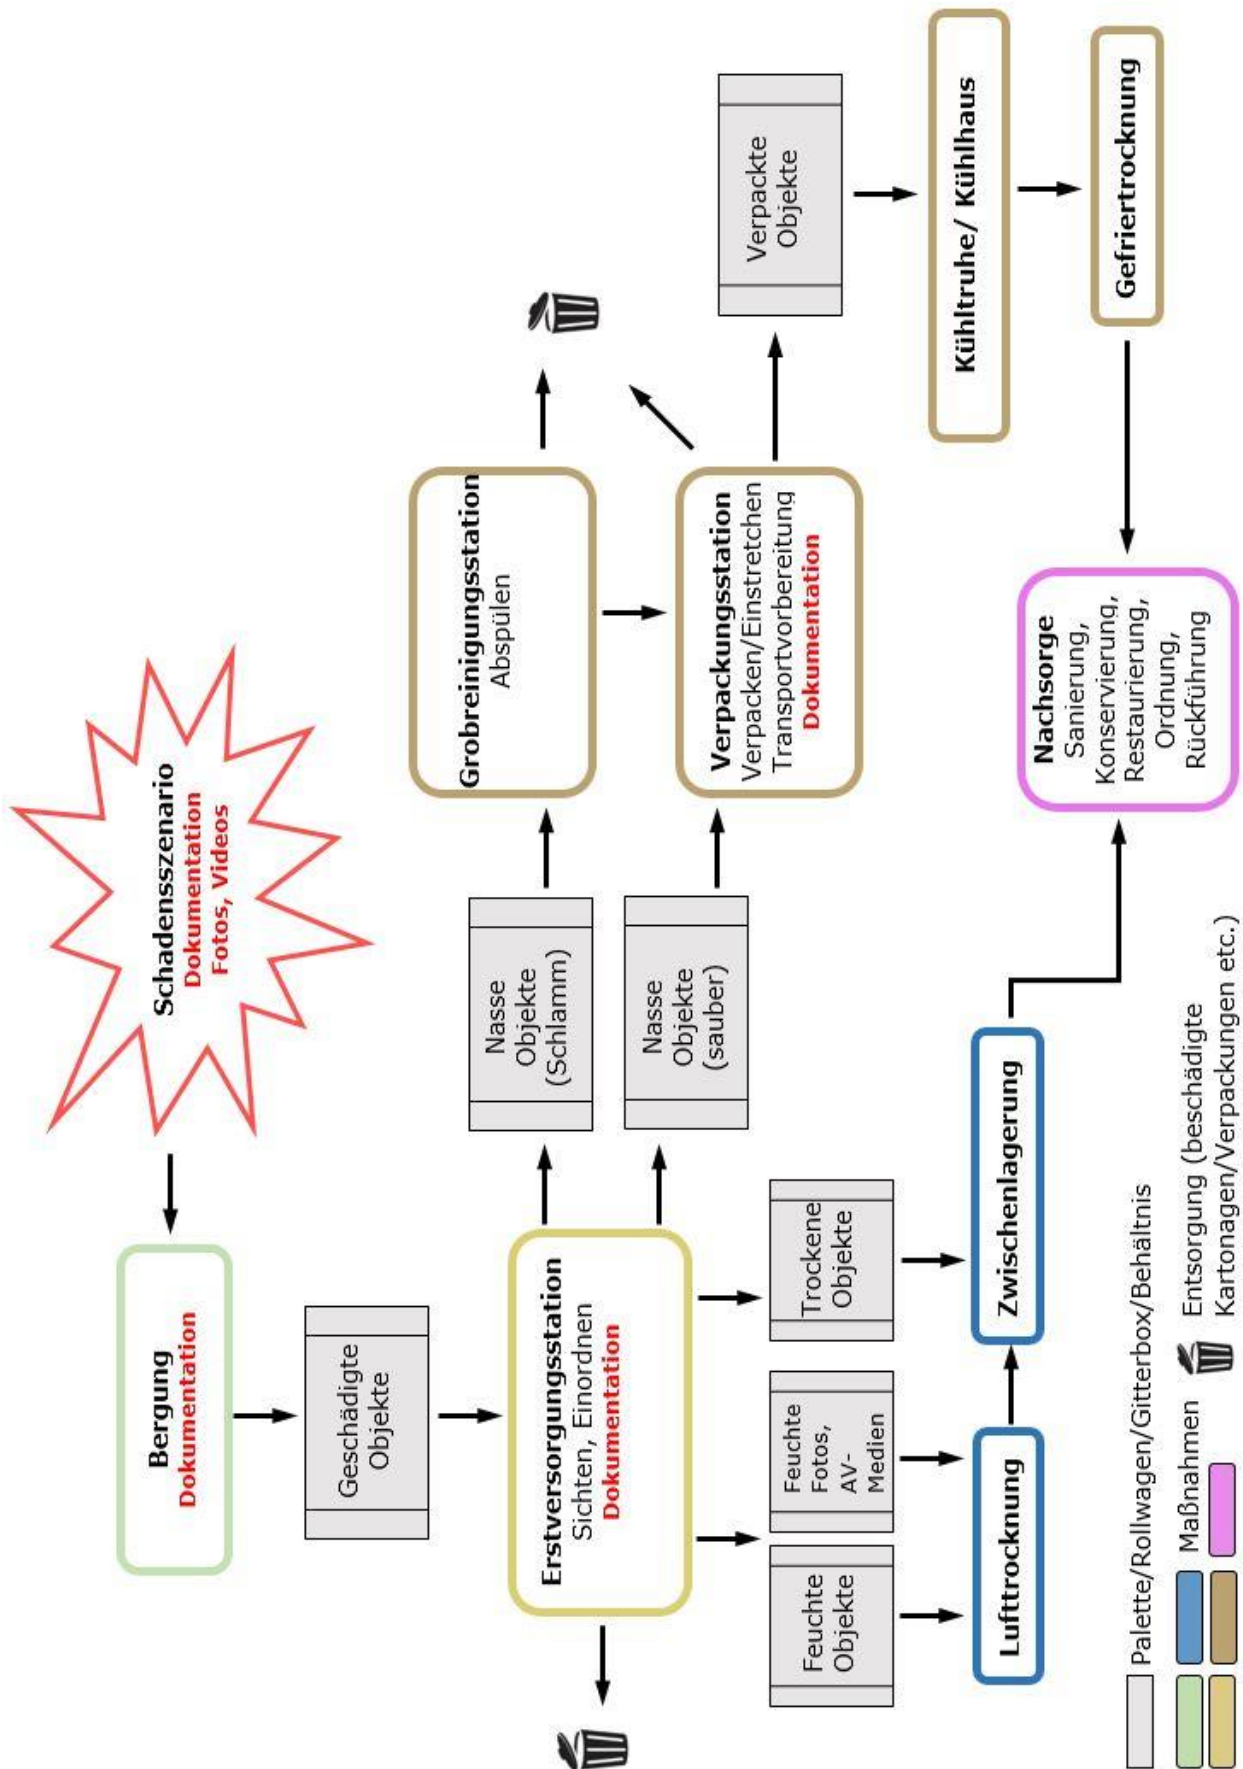 Schadensszenario
Dokumentation
Fotos, Videos
Bergung
Dokumentation
Geschädigte
Objekte
Erstversorgungsstation
Sichten, Einordnen
Dokumentation
Nasse
Objekte
(Schlamm)
Nasse
Objekte
(sauber)
Grobreinigungsstation
Abspülen
Verpackungsstation
Verpacken/Einstretchen
Transportvorbereitung
Dokumentation
Verpackte
Objekte
Kühltruhe/ Kühlhaus
Gefriertrocknung
Feuchte
Objekte
Feuchte
Fotos,
AV-
Medien
Trockene
Objekte
Lufttrocknung
Zwischenlagerung
Nachsorge
Sanierung,
Konservierung,
Restaurierung,
Ordnung,
Rückführung
Palette/Rollwagen/Gitterbox/Behältnis
Maßnahmen
Entsorgung (beschädigte
Kartonagen/Verpackungen etc.)